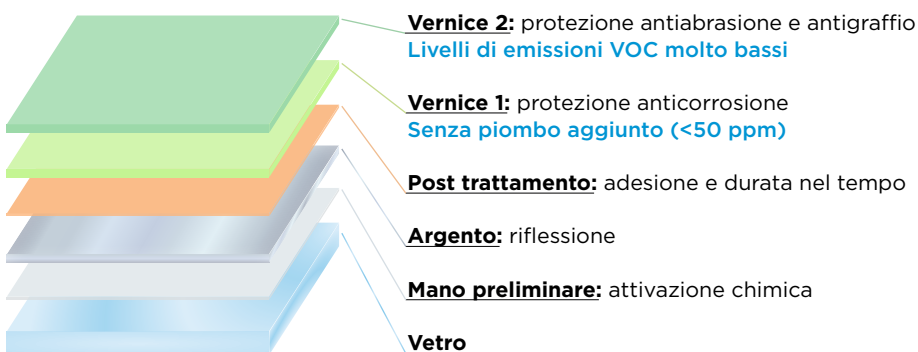 Vernice 2: protezione antiabrasione e antigraffio
Livelli di emissioni VOC molto bassi
Vernice 1: protezione anticorrosione
Senza piombo aggiunto (<50 ppm)
Post trattamento: adesione e durata nel tempo
Argento: riflessione
Mano preliminare: attivazione chimica
Vetro